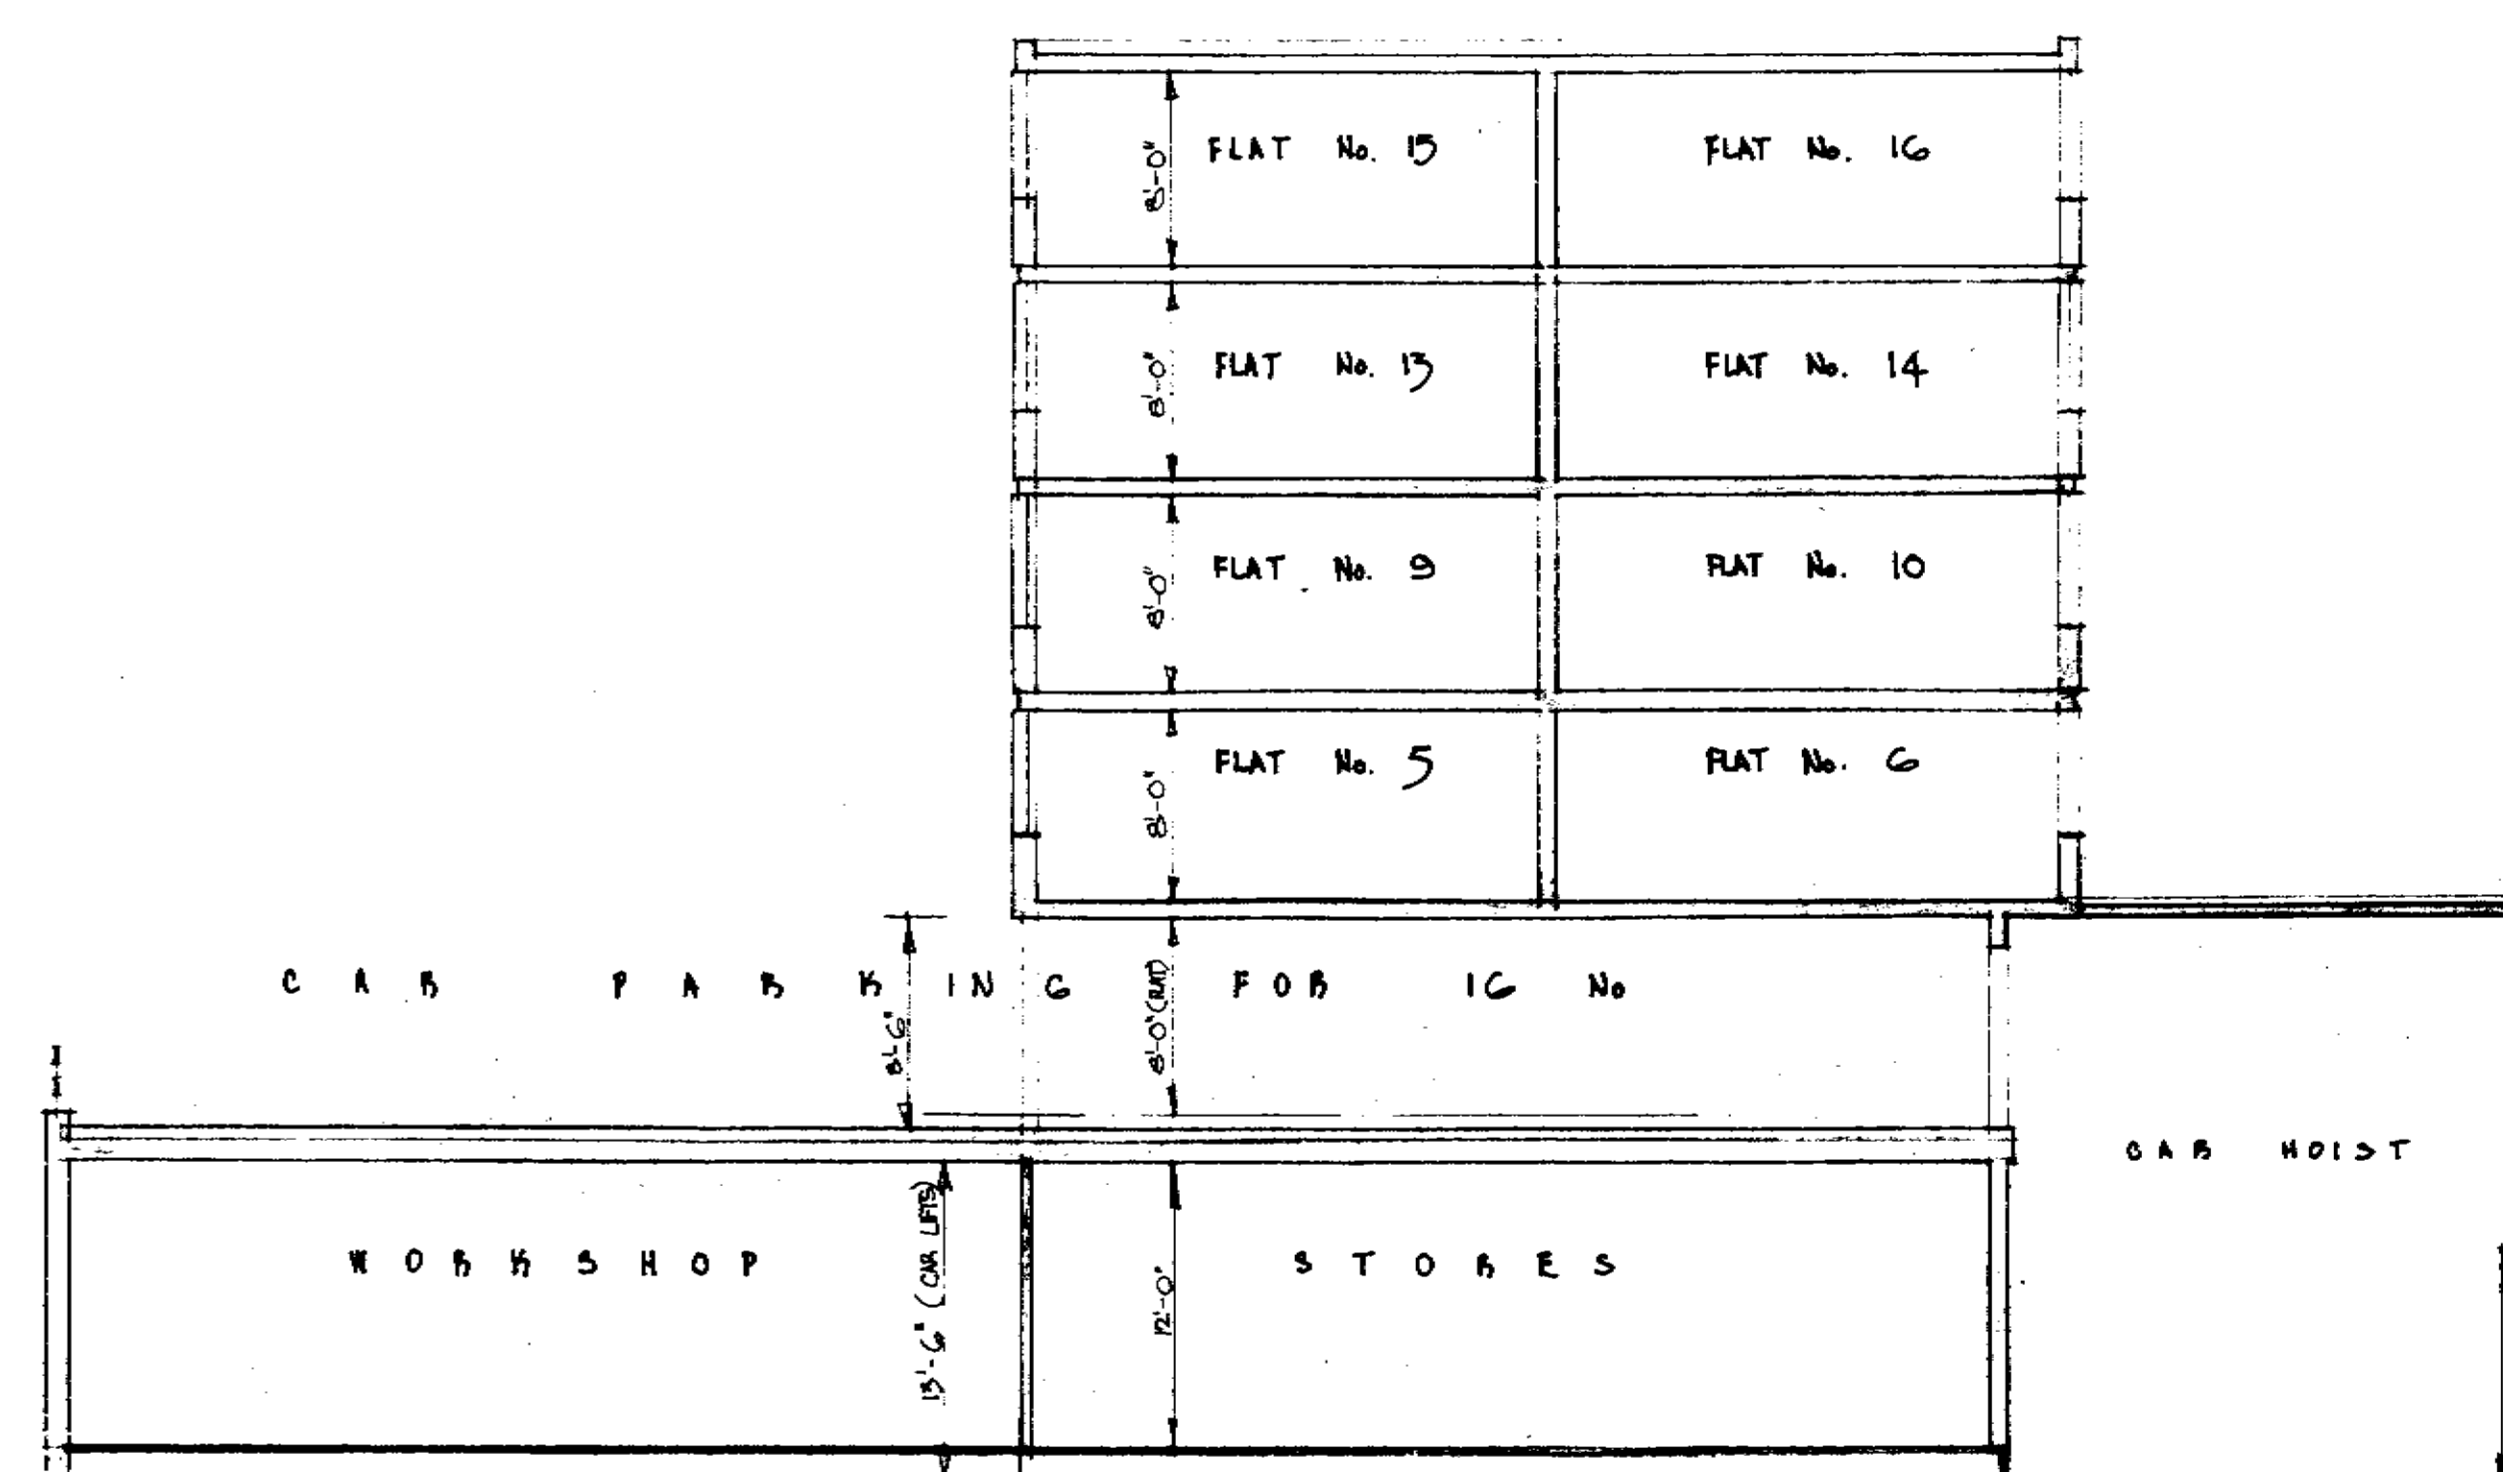 FLAT No. 15
FLAT No. 16
8'-0"
FLAT No. 13
FLAT No. 14
8'-0"
FLAT No. 9
FLAT No. 10
8'-0"
FLAT No. 5
FLAT No. 6
8'-0"
CAR PARKING FOR 16 No
8'-6"
8'-0"
CAR HOIST
WORKSHOP
13'-6" (CAR LIFTS)
STORES
12'-0"